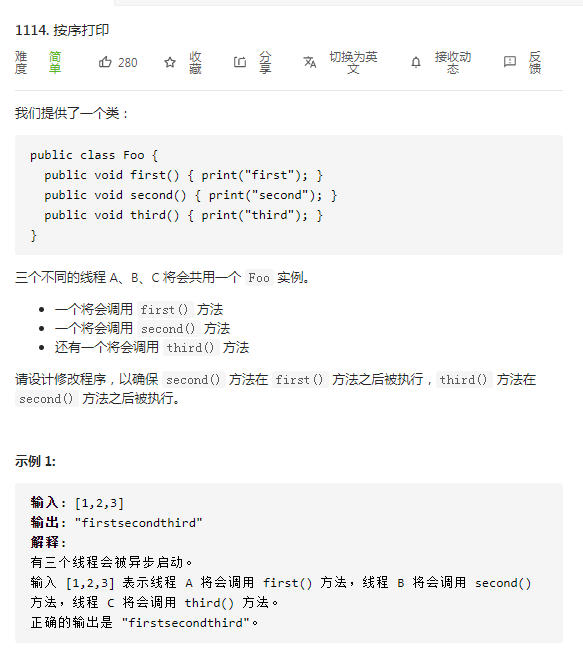 1114. 按序打印
难度 简单 280 收藏 分享 切换为英文 接收动态 反馈
我们提供了一个类：
public class Foo {
  public void first() { print("first"); }
  public void second() { print("second"); }
  public void third() { print("third"); }
}
三个不同的线程 A、B、C 将会共用一个 Foo 实例。
• 一个将会调用 first() 方法
• 一个将会调用 second() 方法
• 还有一个将会调用 third() 方法
请设计修改程序，以确保 second() 方法在 first() 方法之后被执行，third() 方法在
second() 方法之后被执行。
示例 1:
输入: [1,2,3]
输出: "firstsecondthird"
解释:
有三个线程会被异步启动。
输入 [1,2,3] 表示线程 A 将会调用 first() 方法，线程 B 将会调用 second()
方法，线程 C 将会调用 third() 方法。
正确的输出是 "firstsecondthird"。